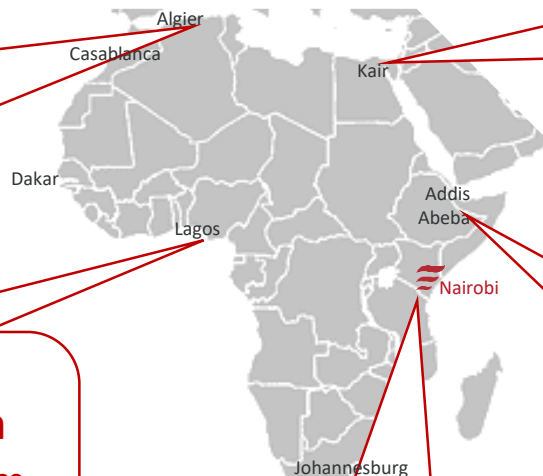 Algier
Casablanca
Kair
Dakar
Addis
Abeba
Lagos
Nairobi
Johannesburg